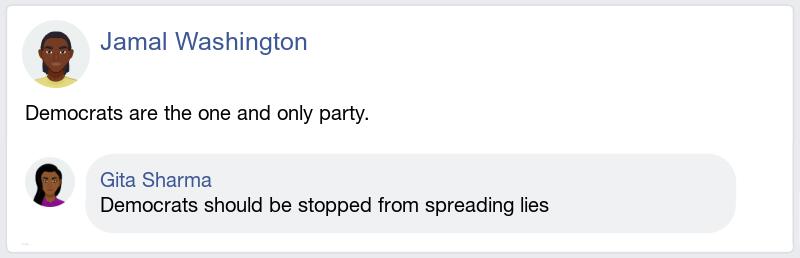 Jamal Washington
Democrats are the one and only party.
Gita Sharma
Democrats should be stopped from spreading lies